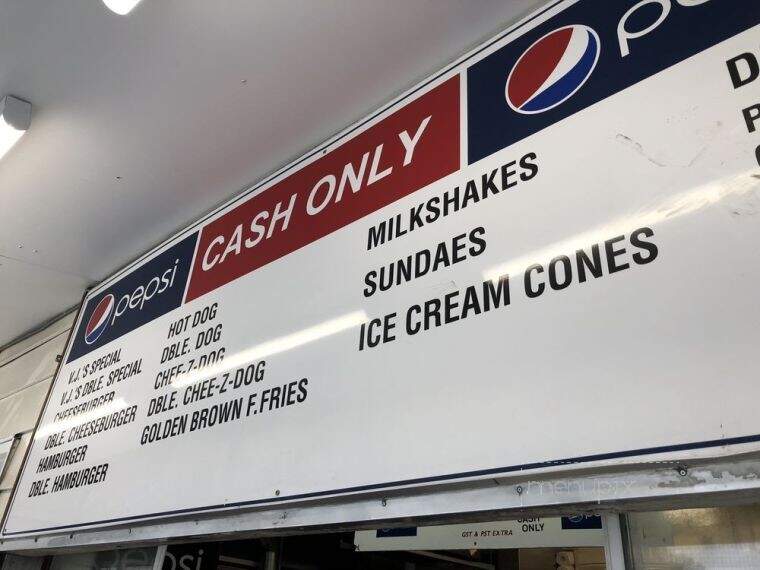 pepsi
CASH ONLY
V.J.'S SPECIAL
V.J.'S DBLE. SPECIAL
CHEESEBURGER
DBLE. CHEESEBURGER
HAMBURGER
DBLE. HAMBURGER
HOT DOG
DBLE. DOG
CHEE-Z-DOG
DBLE. CHEE-Z-DOG
GOLDEN BROWN F.FRIES
MILKSHAKES
SUNDAES
ICE CREAM CONES
menupix
CASH
ONLY
GST & PST EXTRA